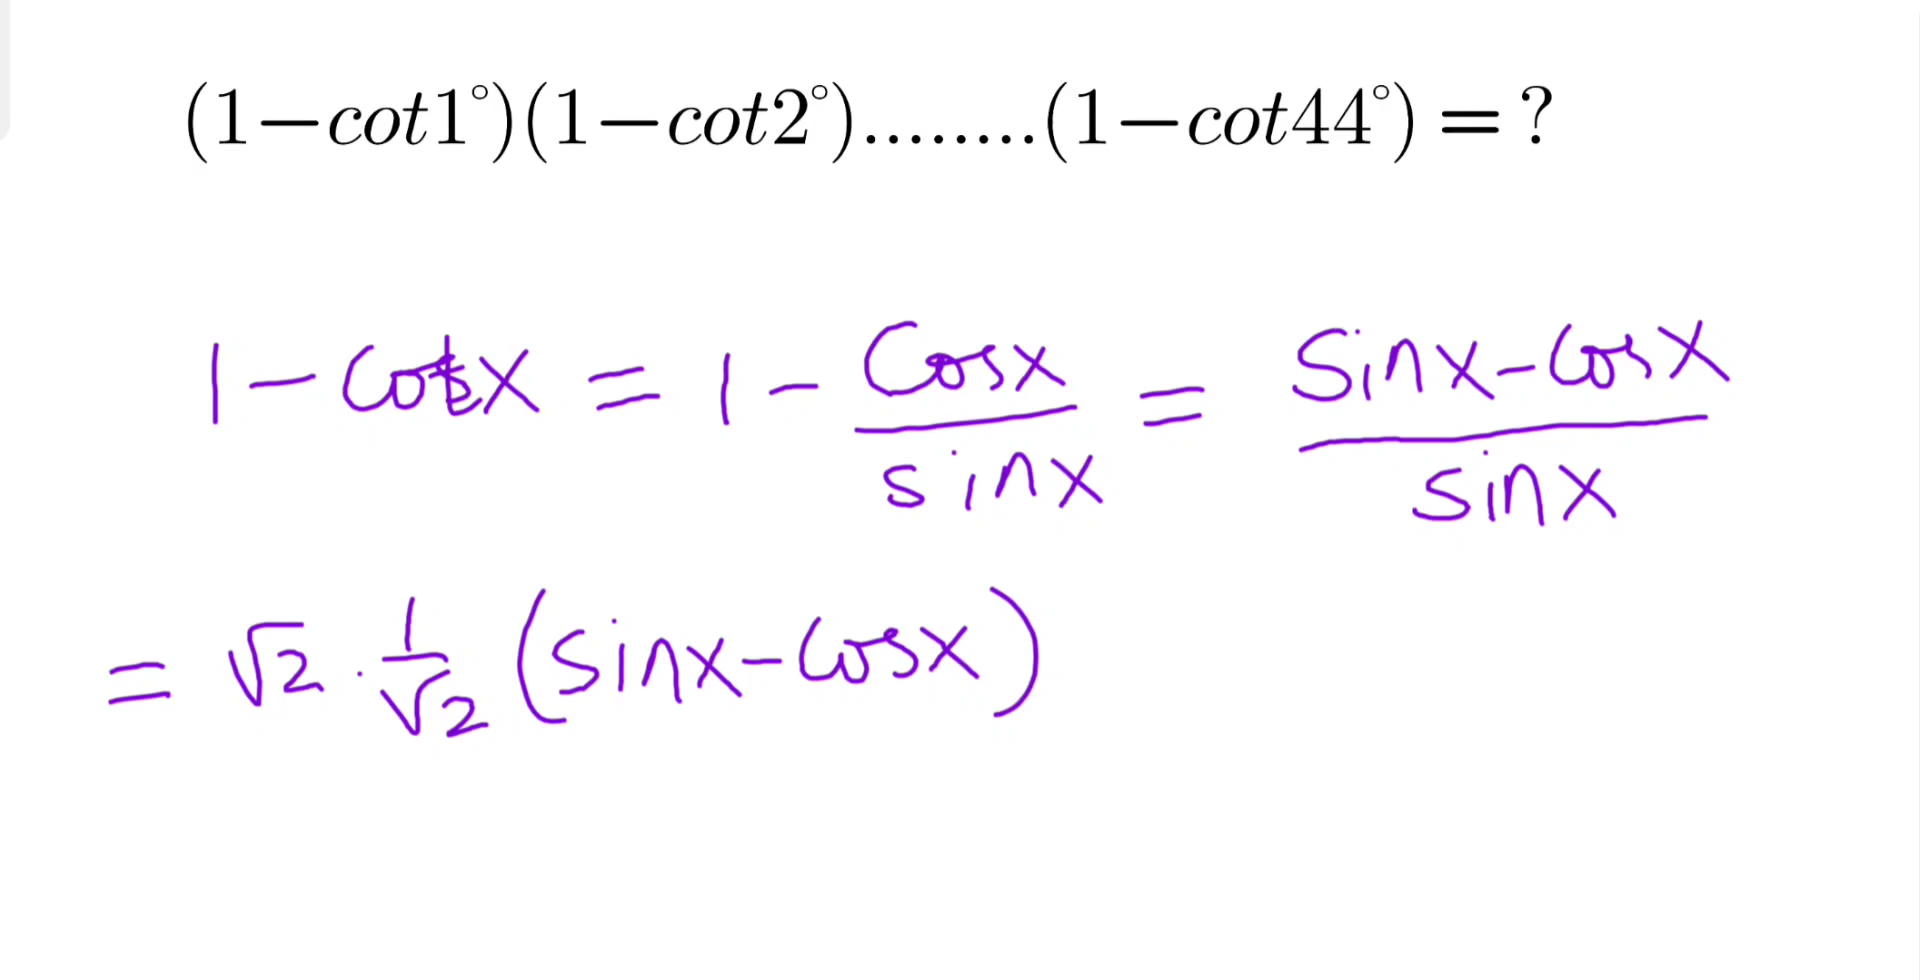 (1−cot1°)(1−cot2°)........(1−cot44°) = ?
1 − cotx = 1 − Cosx/sinx = Sinx−Cosx/sinx
= √2 · 1/√2 (sinx−Cosx)